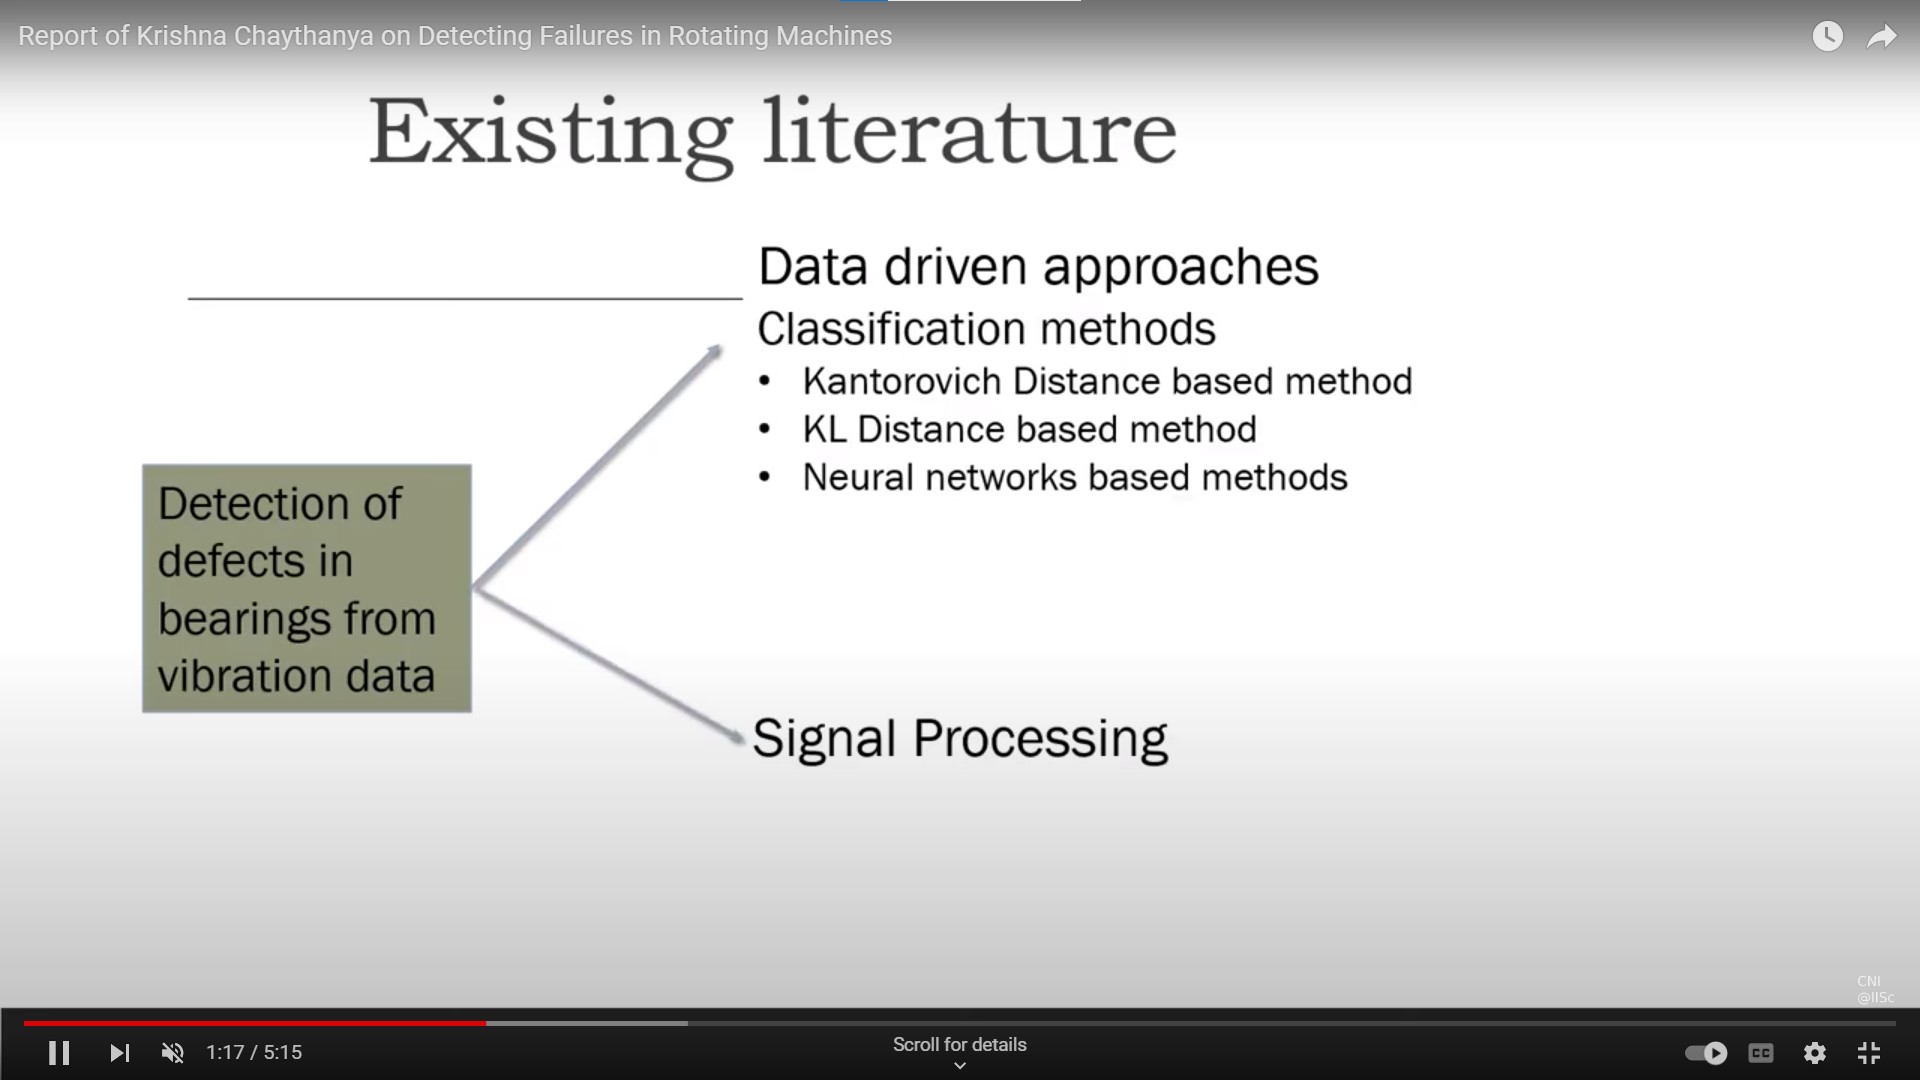 Report of Krishna Chaythanya on Detecting Failures in Rotating Machines
Existing literature
Data driven approaches
Classification methods
• Kantorovich Distance based method
• KL Distance based method
• Neural networks based methods
Detection of
defects in
bearings from
vibration data
Signal Processing
CNI
@IISc
1:17 / 5:15
Scroll for details
CC